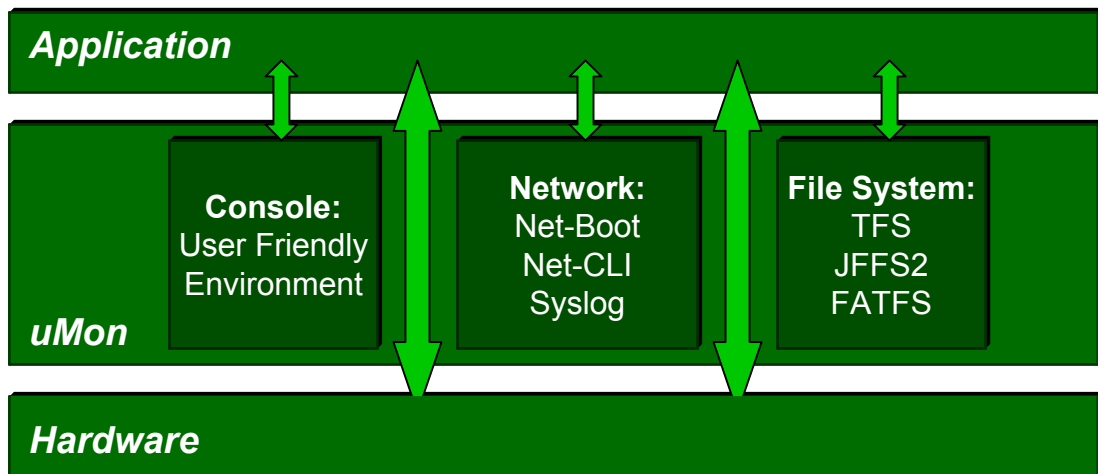 Application
Console:
User Friendly
Environment
Network:
Net-Boot
Net-CLI
Syslog
File System:
TFS
JFFS2
FATFS
uMon
Hardware